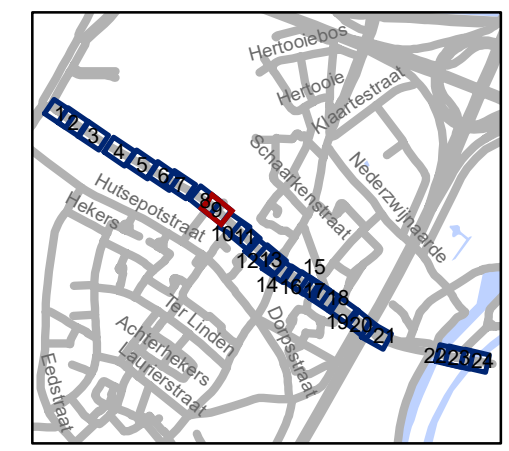 Hertooiebos
Hertooie
Klaartestraat
Schaarkenstraat
Nederzwijnaarde
Hutsepotstraat
Hekers
Ter Linden
Achterhekers
Laurierstraat
Eedstraat
Dorpsstraat
1
2
3
4
5
6
7
8
9
10
11
12
13
14
15
16
17
18
19
20
21
22
23
24